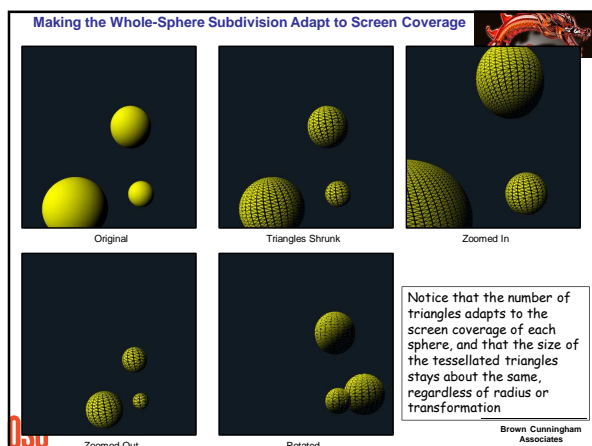 Making the Whole-Sphere Subdivision Adapt to Screen Coverage
Original
Triangles Shrunk
Zoomed In
Notice that the number of
triangles adapts to the
screen coverage of each
sphere, and that the size of
the tessellated triangles
stays about the same,
regardless of radius or
transformation
Zoomed Out
Rotated
Brown Cunningham
Associates